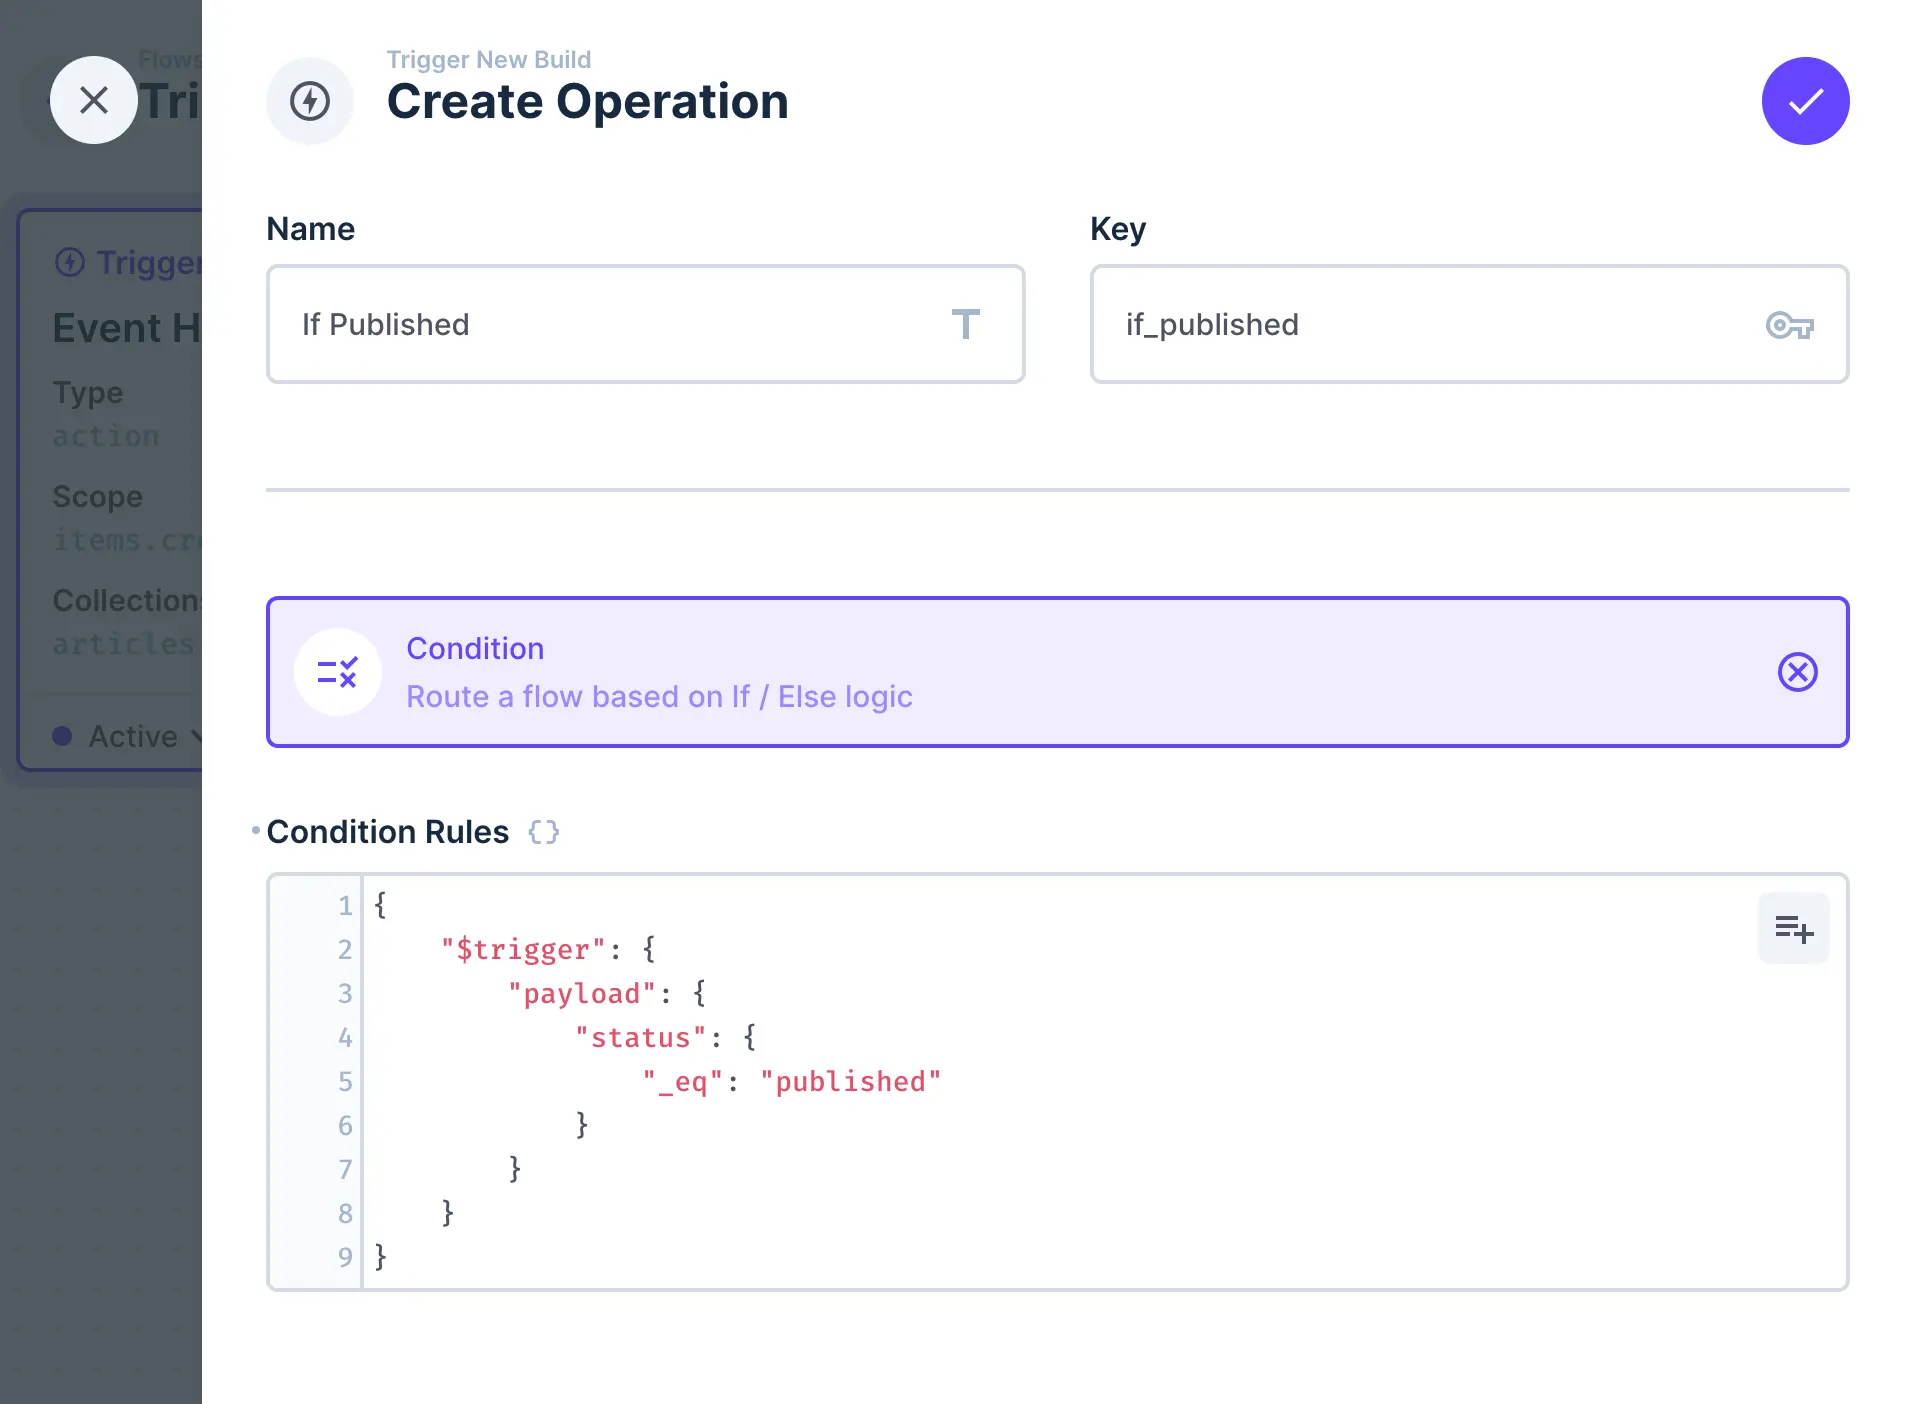 Flows
Tri
Trigger
Event H
Type
action
Scope
items.cre
Collections
articles
Active
Trigger New Build
Create Operation
Name
Key
If Published
if_published
Condition
Route a flow based on If / Else logic
Condition Rules {}
1 {
2     "$trigger": {
3         "payload": {
4             "status": {
5                 "_eq": "published"
6             }
7         }
8     }
9 }